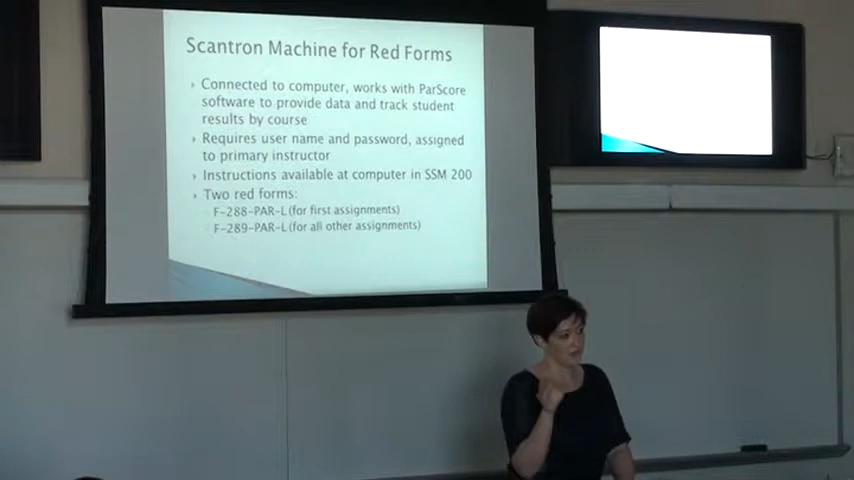 Scantron Machine for Red Forms
Connected to computer, works with ParScore
software to provide data and track student
results by course
Requires user name and password, assigned
to primary instructor
Instructions available at computer in SSM 200
Two red forms:
F-288-PAR-L(for first assignments)
F-289-PAR-L(for all other assignments)